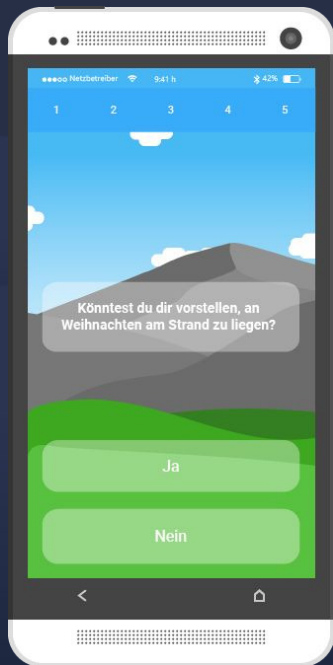 Netzbetreiber 9:41 h 42%
1 2 3 4 5
Könntest du dir vorstellen, an
Weihnachten am Strand zu liegen?
Ja
Nein